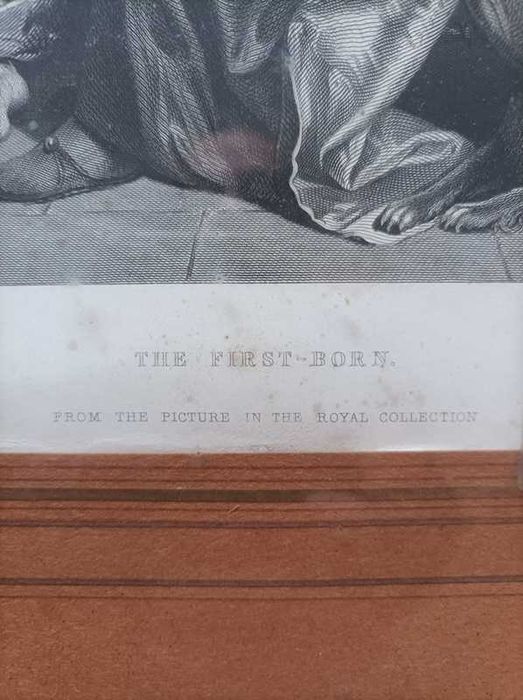 THE FIRST-BORN.
FROM THE PICTURE IN THE ROYAL COLLECTION